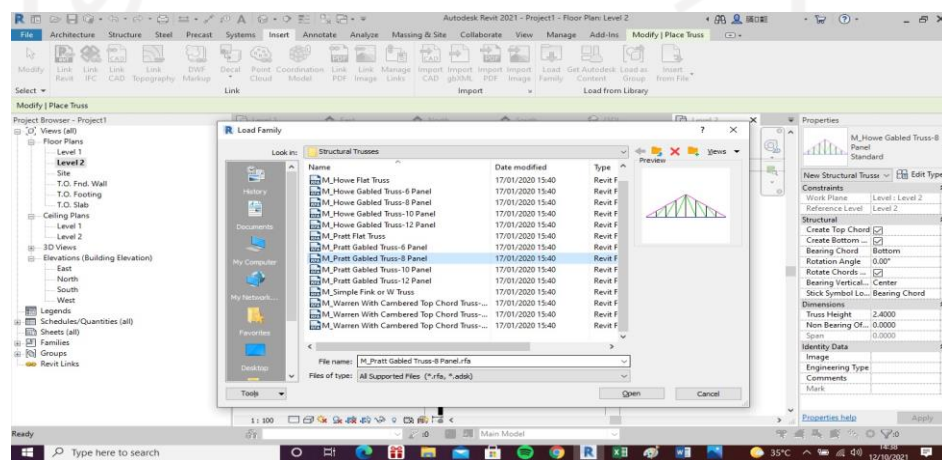 Autodesk Revit 2021 - Project1 - Floor Plan: Level 2
File Architecture Structure Steel Precast Systems Insert Annotate Analyze Massing & Site Collaborate View Manage Add-Ins Modify | Place Truss
Modify Link Revit Link IFC Link CAD Link Topography DWF Markup Decal Point Cloud Coordination Model Link PDF Link Image Manage Links Import CAD Import gbXML Import PDF Import Image Load Family Get Autodesk Content Load as Group Insert from File
Select Link Import Load from Library
Modify | Place Truss
Project Browser - Project1
Views (all)
Floor Plans
Level 1
Level 2
Site
T.O. Fnd. Wall
T.O. Footing
T.O. Slab
Ceiling Plans
Level 1
Level 2
3D Views
Elevations (Building Elevation)
East
North
South
West
Legends
Schedules/Quantities (all)
Sheets (all)
Families
Groups
Revit Links
Load Family
Look in: Structural Trusses Views
History
Documents
My Computer
My Network...
Favorites
Desktop
Name Date modified Type
M_Howe Flat Truss 17/01/2020 15:40 Revit F
M_Howe Gabled Truss-6 Panel 17/01/2020 15:40 Revit F
M_Howe Gabled Truss-8 Panel 17/01/2020 15:40 Revit F
M_Howe Gabled Truss-10 Panel 17/01/2020 15:40 Revit F
M_Howe Gabled Truss-12 Panel 17/01/2020 15:40 Revit F
M_Pratt Flat Truss 17/01/2020 15:40 Revit F
M_Pratt Gabled Truss-6 Panel 17/01/2020 15:40 Revit F
M_Pratt Gabled Truss-8 Panel 17/01/2020 15:40 Revit F
M_Pratt Gabled Truss-10 Panel 17/01/2020 15:40 Revit F
M_Pratt Gabled Truss-12 Panel 17/01/2020 15:40 Revit F
M_Simple Fink or W Truss 17/01/2020 15:40 Revit F
M_Warren With Cambered Top Chord Truss-... 17/01/2020 15:40 Revit F
M_Warren With Cambered Top Chord Truss-... 17/01/2020 15:40 Revit F
M_Warren With Cambered Top Chord Truss-... 17/01/2020 15:40 Revit F
Preview
File name: M_Pratt Gabled Truss-8 Panel.rfa
Files of type: All Supported Files (*.rfa, *.adsk)
Tools Open Cancel
Properties
M_Howe Gabled Truss-8 Panel
Standard
New Structural Trusse Edit Type
Constraints
Work Plane Level : Level 2
Reference Level Level 2
Structural
Create Top Chord
Create Bottom ...
Bearing Chord Bottom
Rotation Angle 0.00°
Rotate Chords ...
Bearing Vertical... Center
Stick Symbol Lo... Bearing Chord
Dimensions
Truss Height 2.4000
Non Bearing Of... 0.0000
Span 0.0000
Identity Data
Image
Engineering Type
Comments
Mark
Properties help Apply
1 : 100
Ready :0 Main Model :0
Type here to search 35°C 14:38
12/10/2021